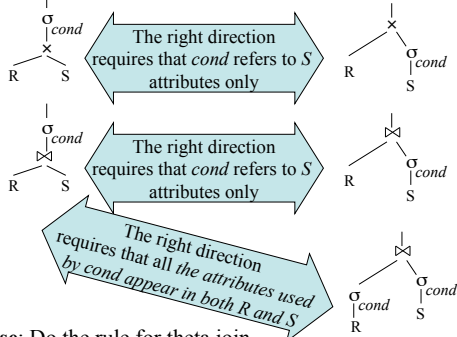 σ cond
×
R S
The right direction
requires that cond refers to S
attributes only
×
R
σ cond
S
σ cond
⋈
R S
The right direction
requires that cond refers to S
attributes only
⋈
R
σ cond
S
The right direction
requires that all the attributes used
by cond appear in both R and S
⋈
σ cond
R
σ cond
S
: Do the rule for theta join